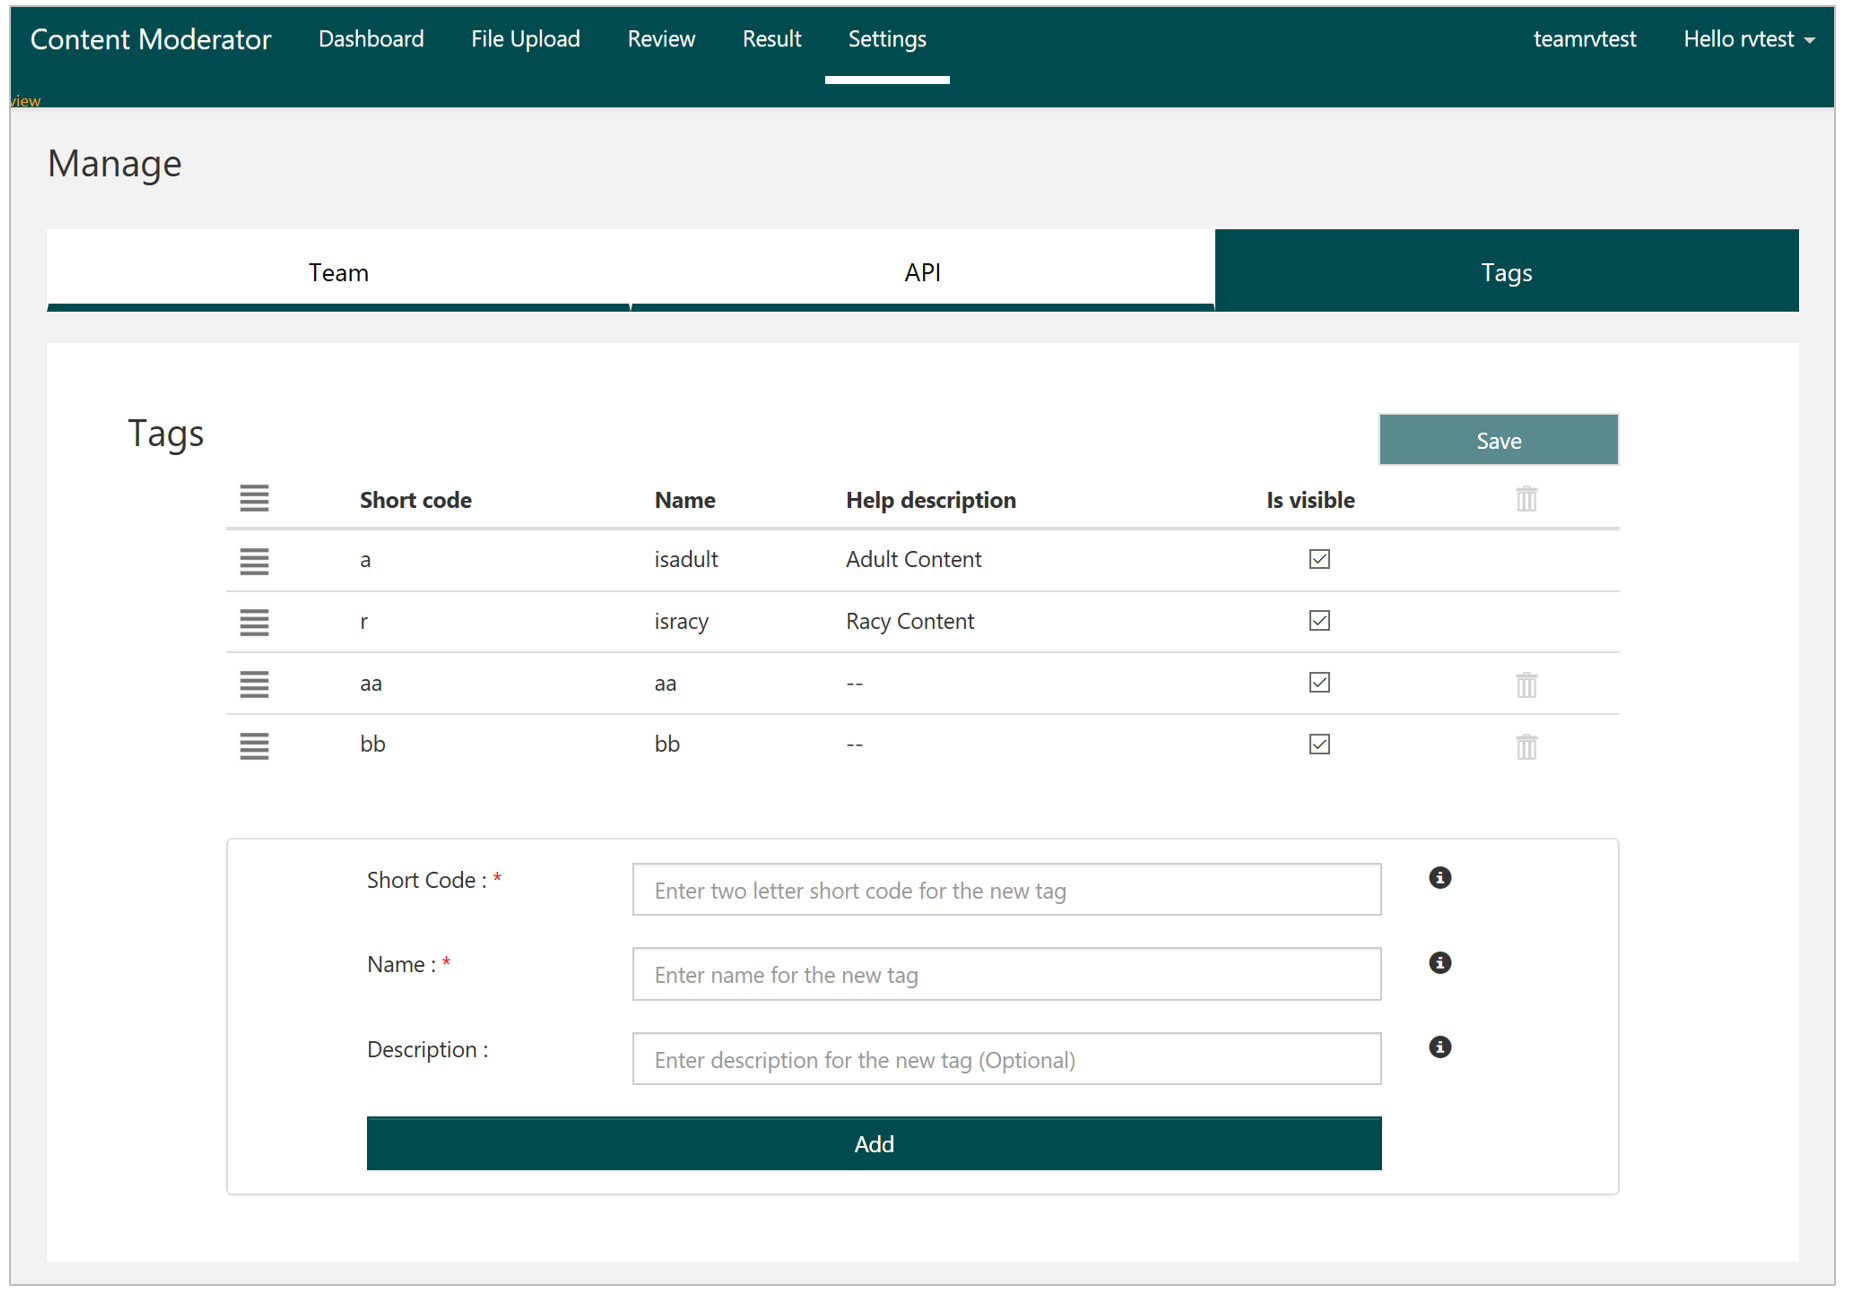 Content Moderator Dashboard File Upload Review Result Settings teamrvtest Hello rvtest
view
Manage
Team API Tags
Tags Save
Short code Name Help description Is visible
a isadult Adult Content
r isracy Racy Content
aa aa --
bb bb --
Short Code : * Enter two letter short code for the new tag
Name : * Enter name for the new tag
Description : Enter description for the new tag (Optional)
Add